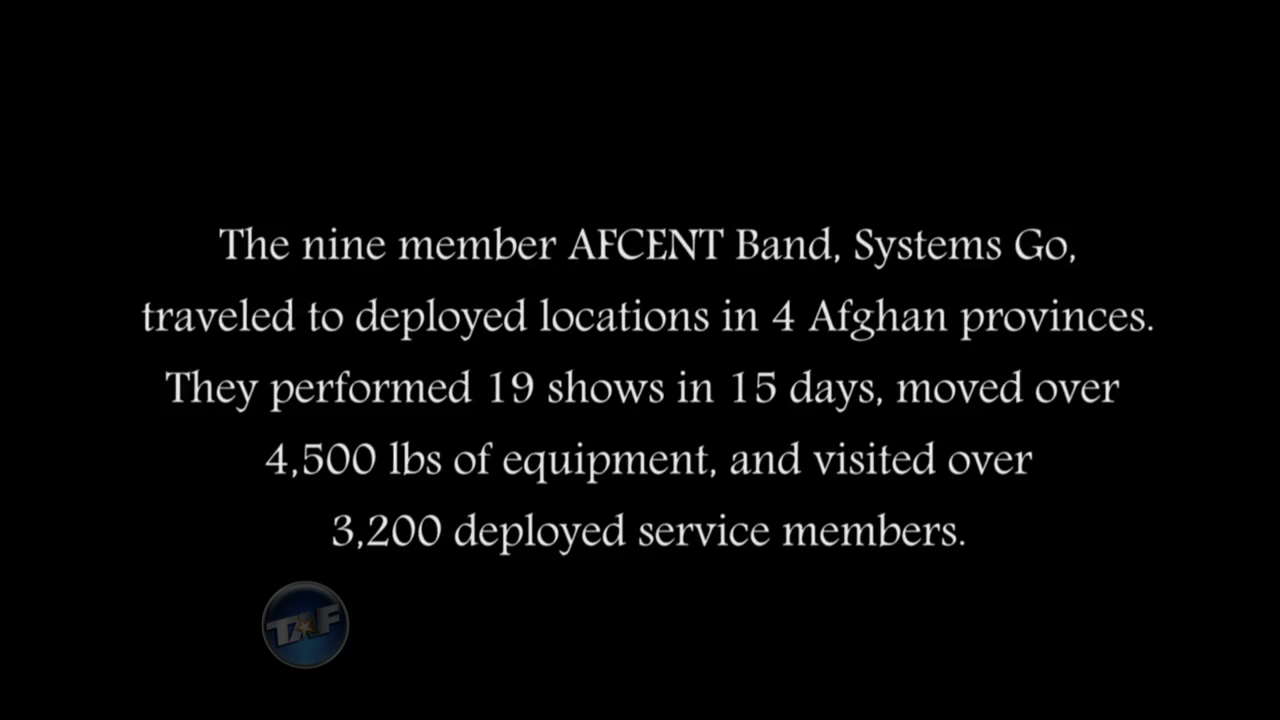 The nine member AFCENT Band, Systems Go,
traveled to deployed locations in 4 Afghan provinces.
They performed 19 shows in 15 days, moved over
4,500 lbs of equipment, and visited over
3,200 deployed service members.
TAF